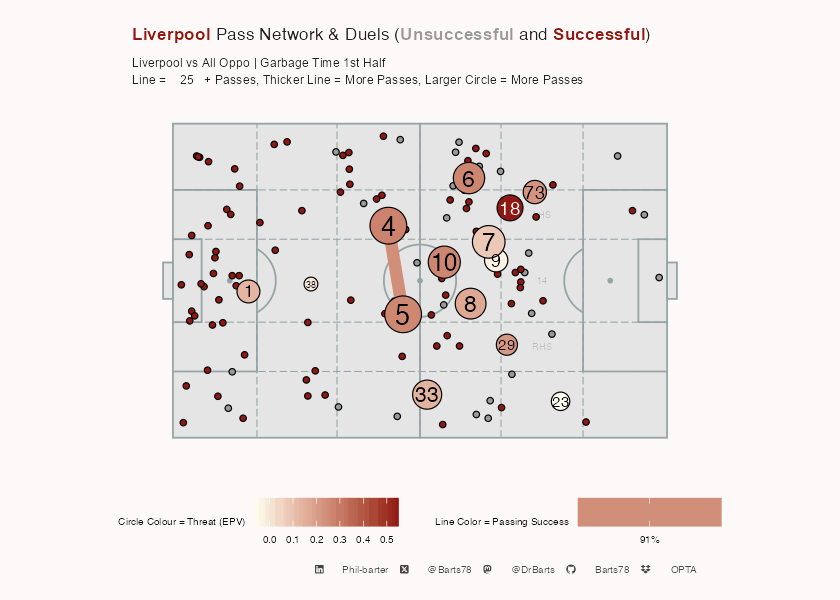 Liverpool Pass Network & Duels (Unsuccessful and Successful)
Liverpool vs All Oppo | Garbage Time 1st Half
Line = 25 + Passes, Thicker Line = More Passes, Larger Circle = More Passes
6
73
18
HS
4
7
9
10
14
1
38
8
5
29
RHS
33
23
Circle Colour = Threat (EPV)
0.0 0.1 0.2 0.3 0.4 0.5
Line Color = Passing Success
91%
Phil-barter @Barts78 @DrBarts Barts78 OPTA